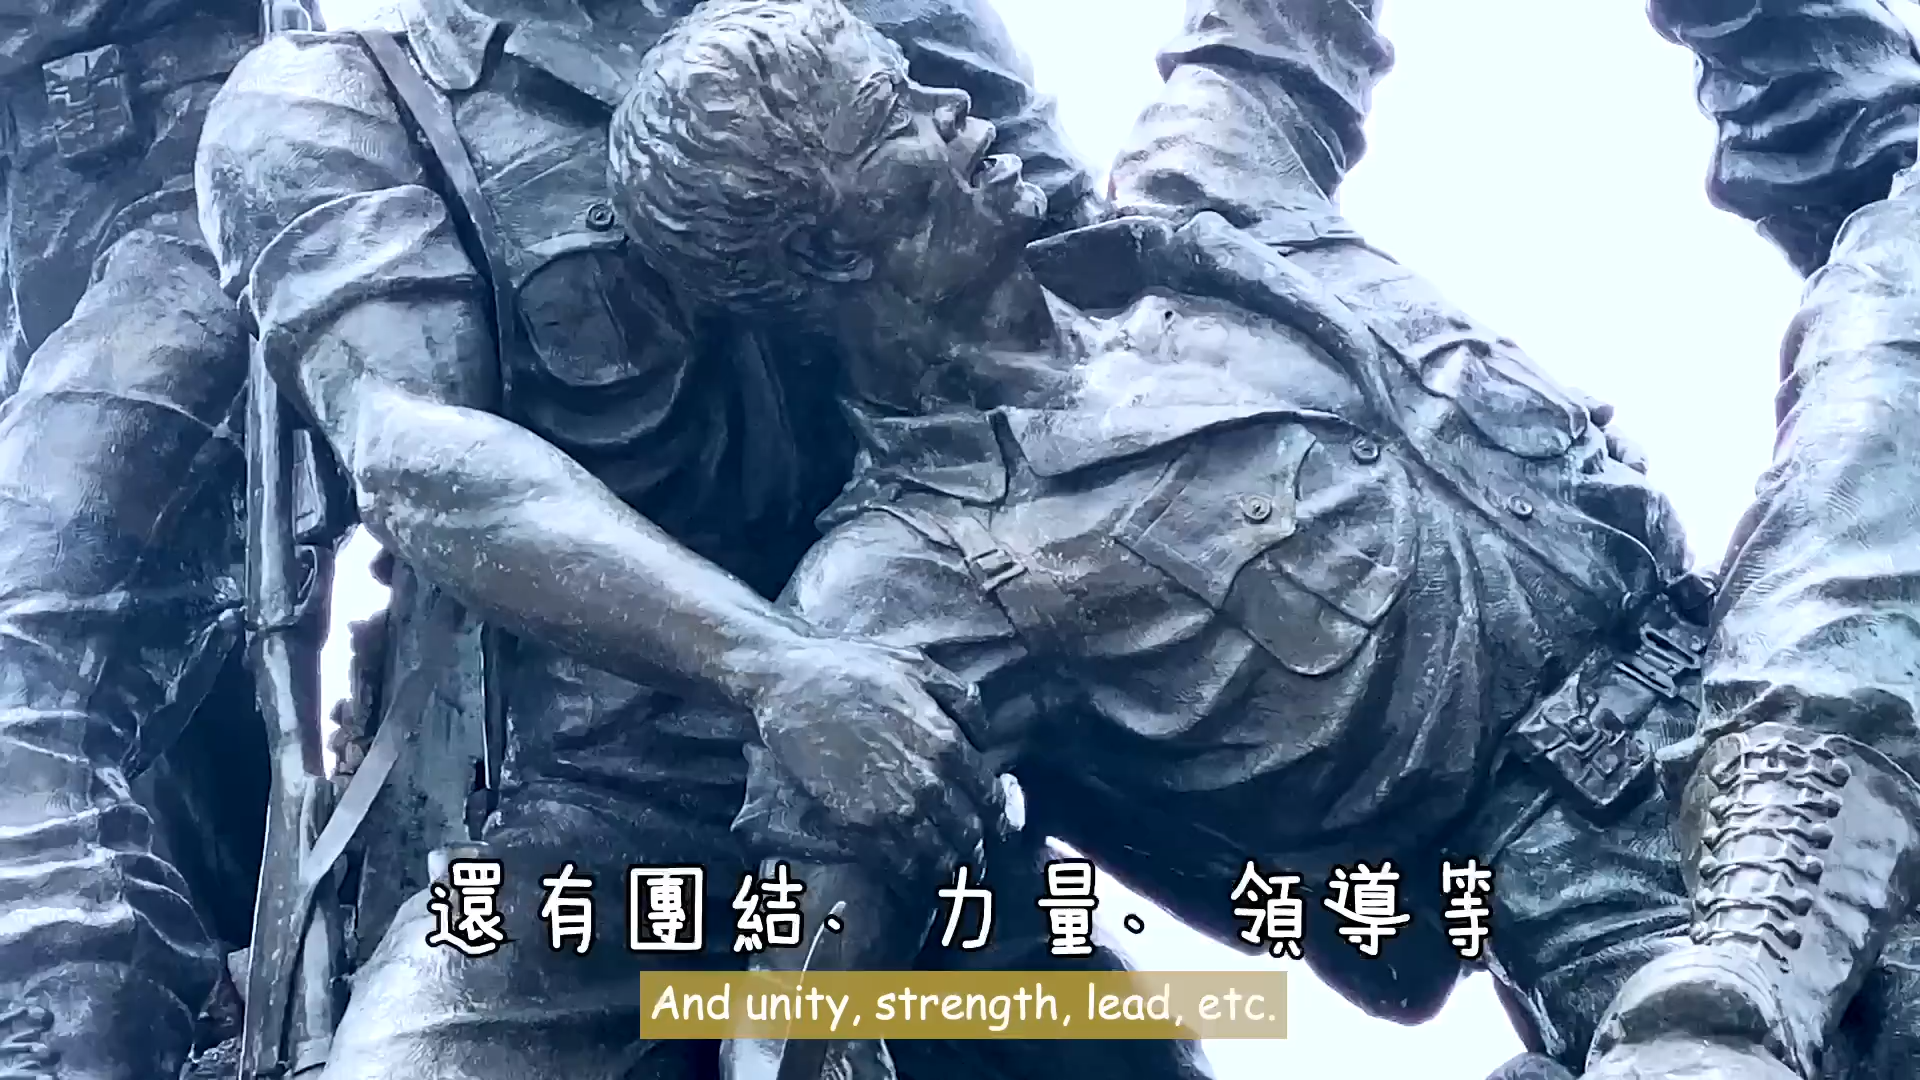 還有團結、力量、領導等
And unity, strength, lead, etc.